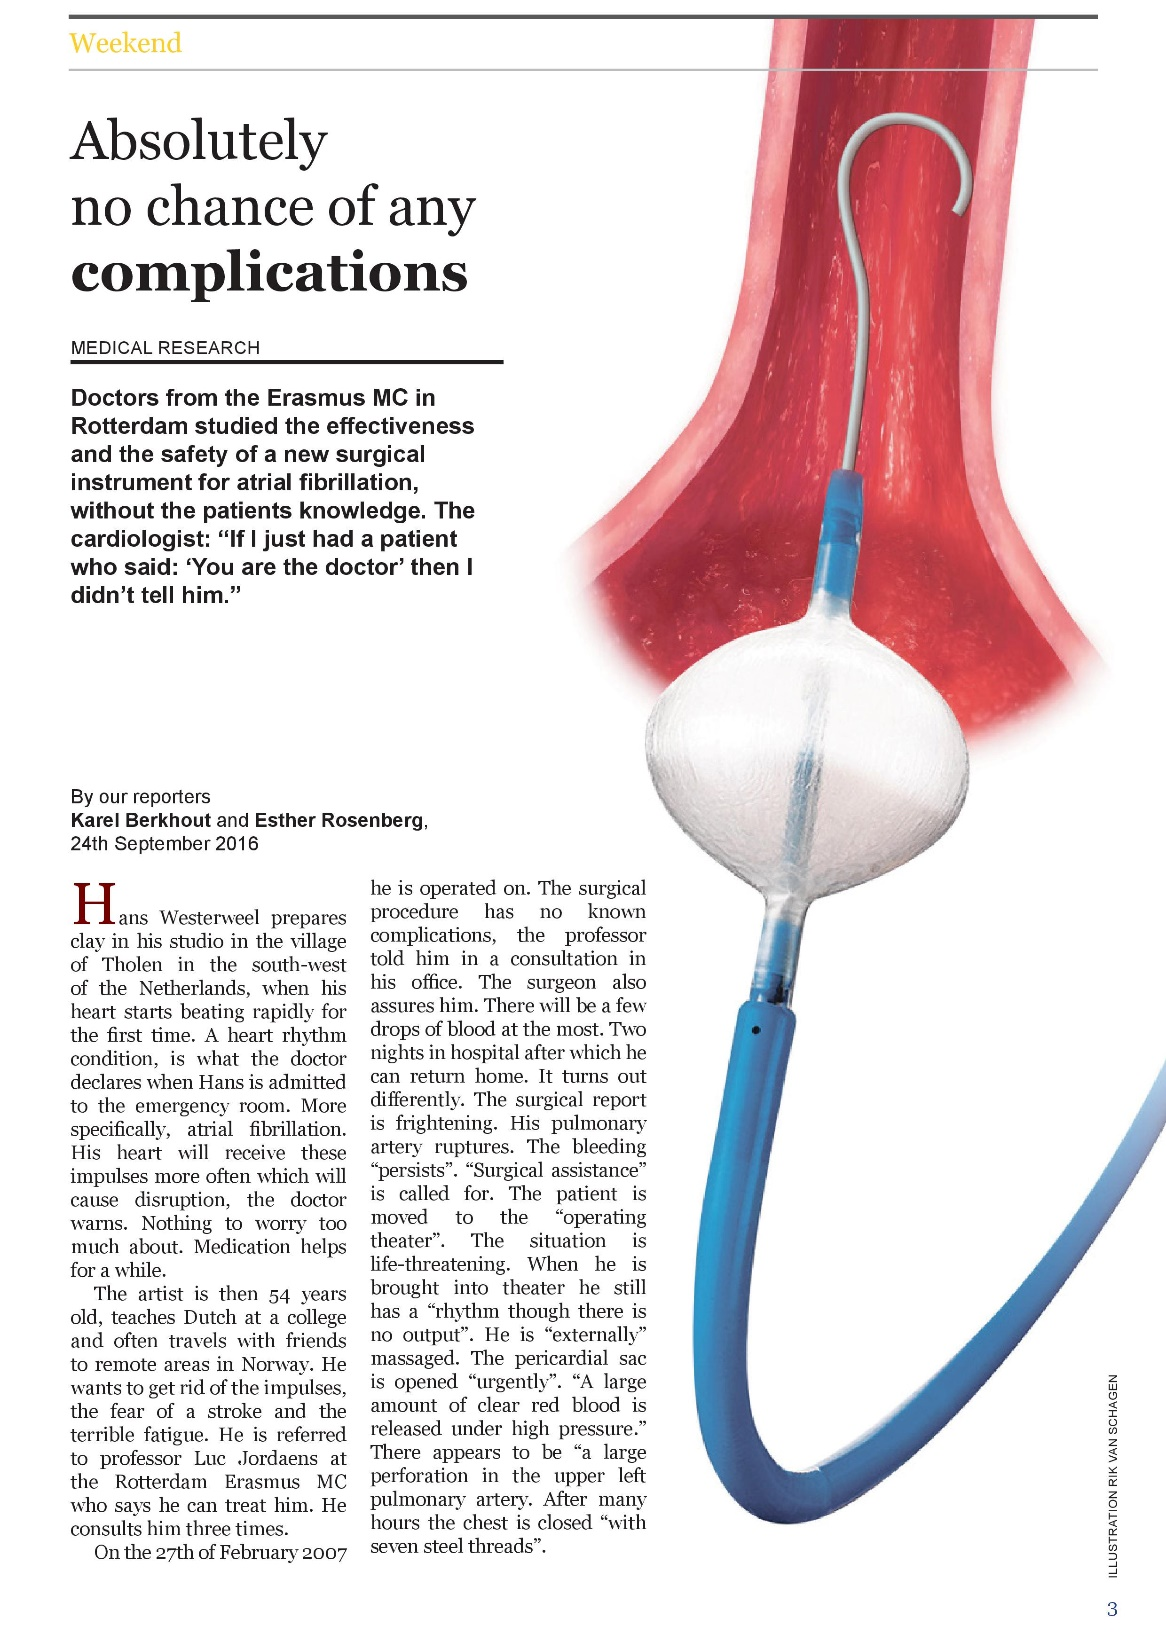 Weekend
Absolutely
no chance of any
complications
MEDICAL RESEARCH
Doctors from the Erasmus MC in
Rotterdam studied the effectiveness
and the safety of a new surgical
instrument for atrial fibrillation,
without the patients knowledge. The
cardiologist: “If I just had a patient
who said: ‘You are the doctor’ then I
didn’t tell him.”
By our reporters
Karel Berkhout and Esther Rosenberg,
24th September 2016
Hans Westerweel prepares
clay in his studio in the village
of Tholen in the south-west
of the Netherlands, when his
heart starts beating rapidly for
the first time. A heart rhythm
condition, is what the doctor
declares when Hans is admitted
to the emergency room. More
specifically, atrial fibrillation.
His heart will receive these
impulses more often which will
cause disruption, the doctor
warns. Nothing to worry too
much about. Medication helps
for a while.
The artist is then 54 years
old, teaches Dutch at a college
and often travels with friends
to remote areas in Norway. He
wants to get rid of the impulses,
the fear of a stroke and the
terrible fatigue. He is referred
to professor Luc Jordaens at
the Rotterdam Erasmus MC
who says he can treat him. He
consults him three times.
On the 27th of February 2007
he is operated on. The surgical
procedure has no known
complications, the professor
told him in a consultation in
his office. The surgeon also
assures him. There will be a few
drops of blood at the most. Two
nights in hospital after which he
can return home. It turns out
differently. The surgical report
is frightening. His pulmonary
artery ruptures. The bleeding
“persists”. “Surgical assistance”
is called for. The patient is
moved to the “operating
theater”. The situation is
life-threatening. When he is
brought into theater he still
has a “rhythm though there is
no output”. He is “externally”
massaged. The pericardial sac
is opened “urgently”. “A large
amount of clear red blood is
released under high pressure.”
There appears to be “a large
perforation in the upper left
pulmonary artery. After many
hours the chest is closed “with
seven steel threads”.
ILLUSTRATION RIK VAN SCHAGEN
3